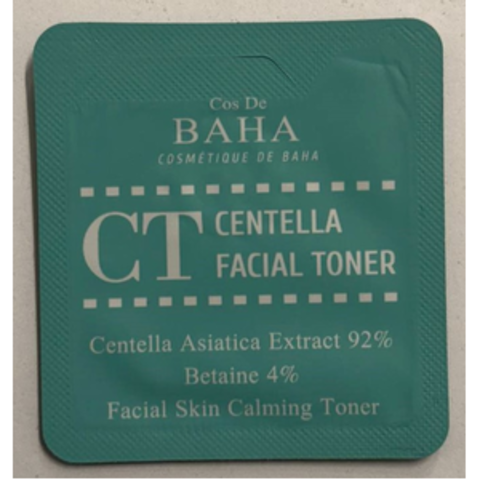 Cos De
BAHA
COSMÉTIQUE DE BAHA
CT CENTELLA
FACIAL TONER
Centella Asiatica Extract 92%
Betaine 4%
Facial Skin Calming Toner